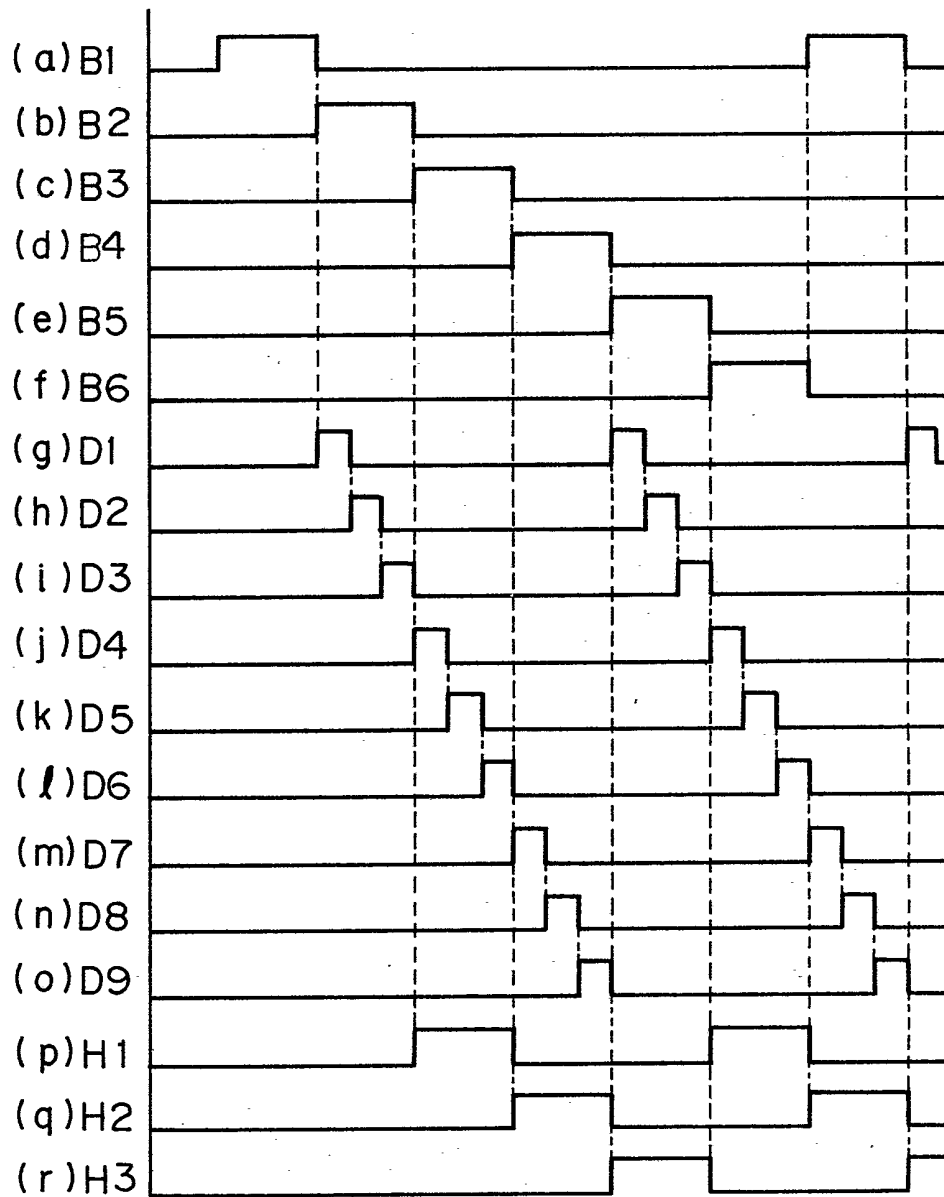 (a)B1
(b)B2
(c)B3
(d)B4
(e)B5
(f)B6
(g)D1
(h)D2
(i)D3
(j)D4
(k)D5
(l)D6
(m)D7
(n)D8
(o)D9
(p)H1
(q)H2
(r)H3